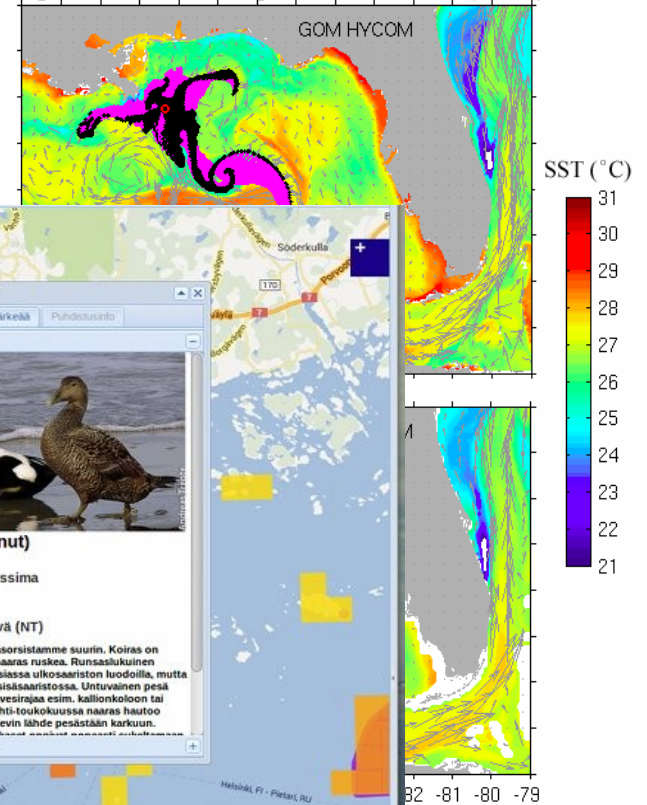 GOM HYCOM
SST (°C)
31
30
29
28
27
26
25
24
23
22
21
Söderkulla
170
7
7
Puhdistusinfo
nut)
ssima
vä (NT)
sorsistamme suurin. Koiras on
aaras ruskea. Runsaslukuinen
siassa ulkosaariston luodoilla, mutta
sisäsaaristossa. Untuvainen pesä
vesirajaa esim. kallionkoloon tai
hti-toukokuussa naaras hautoo
evin lähde pesästään karkuun.
Helsinki, FI - Pietari, RU
M
82 -81 -80 -79